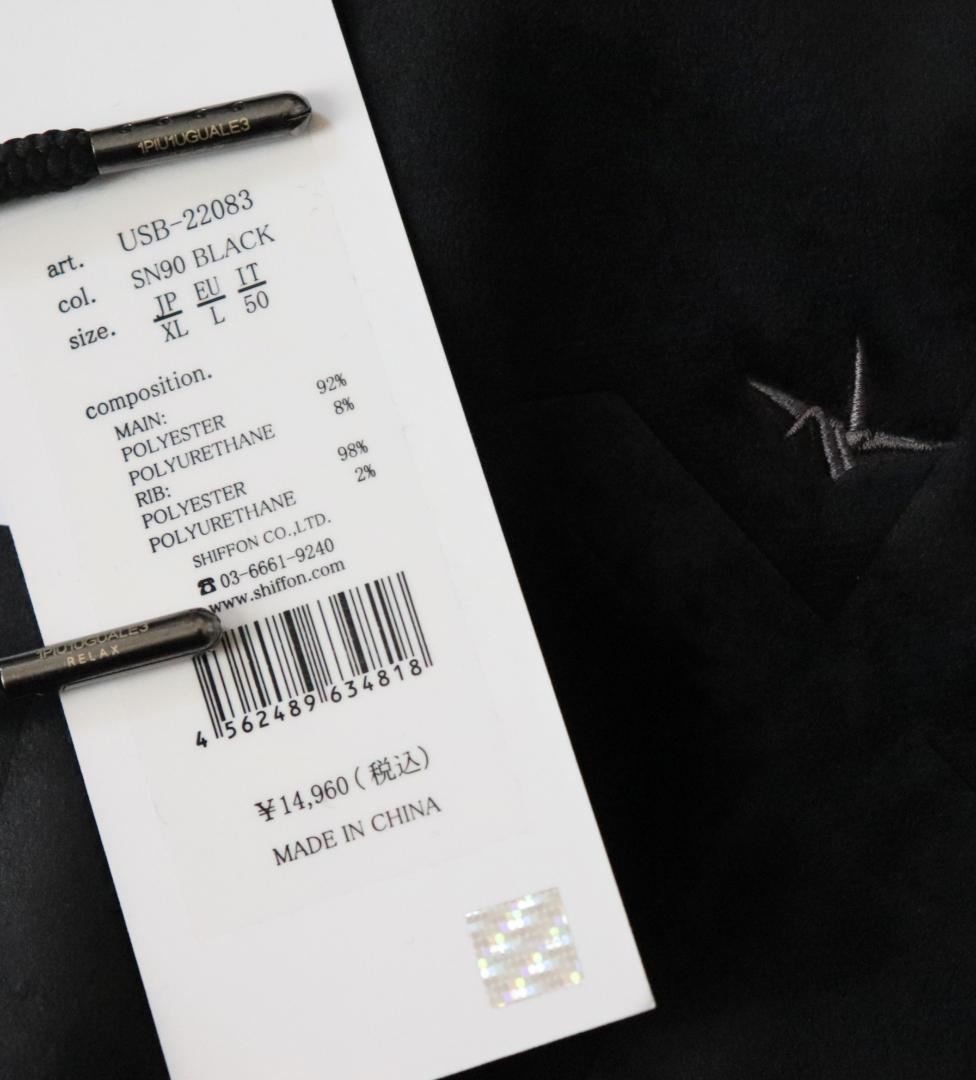 1PIU1UGUALE3
art. USB-22083
col. SN90 BLACK
size. JP EU IT
XL L 50
composition.
MAIN:
POLYESTER 92%
POLYURETHANE 8%
RIB:
POLYESTER 98%
POLYURETHANE 2%
SHIFFON CO.,LTD.
☎03-6661-9240
www.shiffon.com
1PIU1UGUALE3
RELAX
4 562489 634818
¥14,960(税込)
MADE IN CHINA